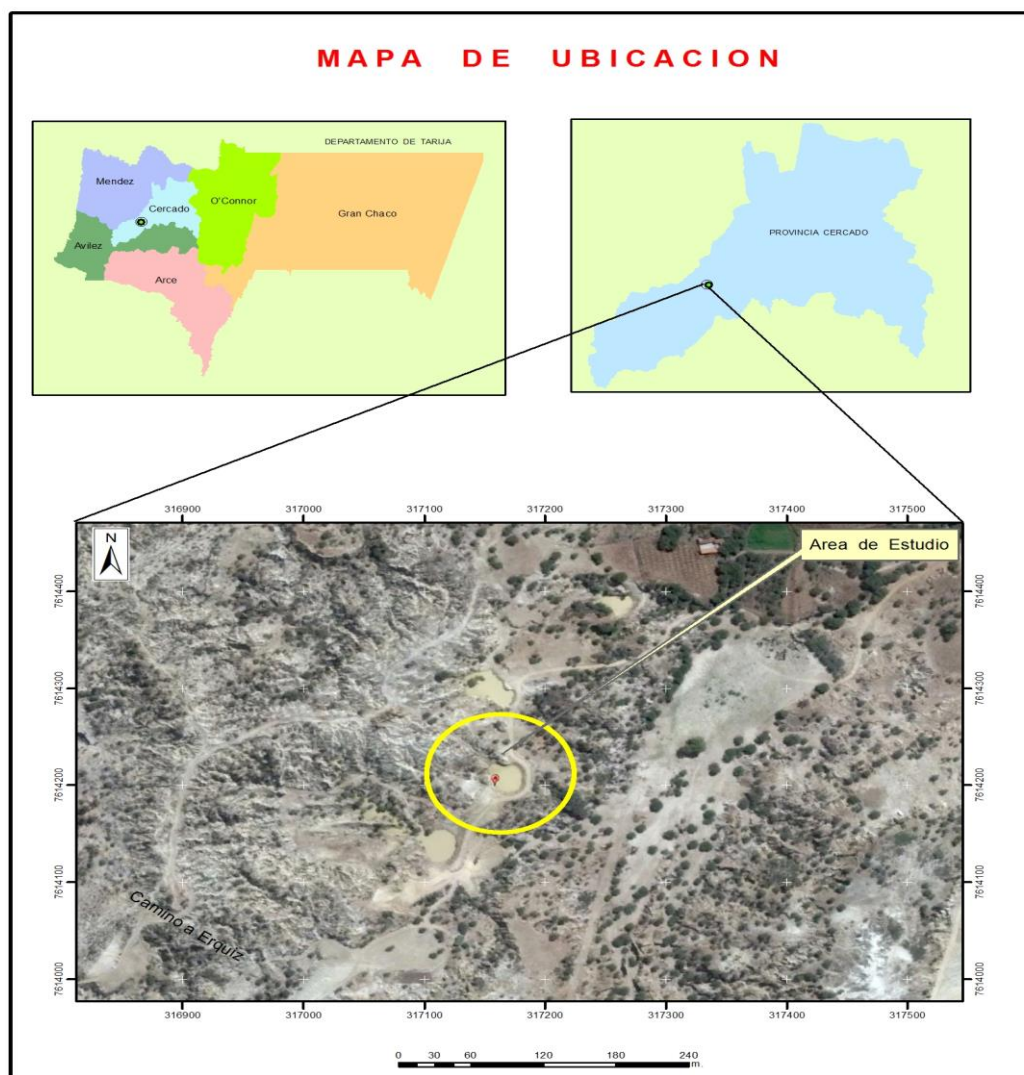 MAPA DE UBICACION
DEPARTAMENTO DE TARIJA
Mendez
O'Connor
Cercado
Gran Chaco
Avilez
Arce
PROVINCIA CERCADO
316900 317000 317100 317200 317300 317400 317500
N
Area de Estudio
7614400 7614400
7614300 7614300
7614200 7614200
7614100 7614100
Camino a Erquiz
7614000 7614000
316900 317000 317100 317200 317300 317400 317500
0 30 60 120 180 240
m.